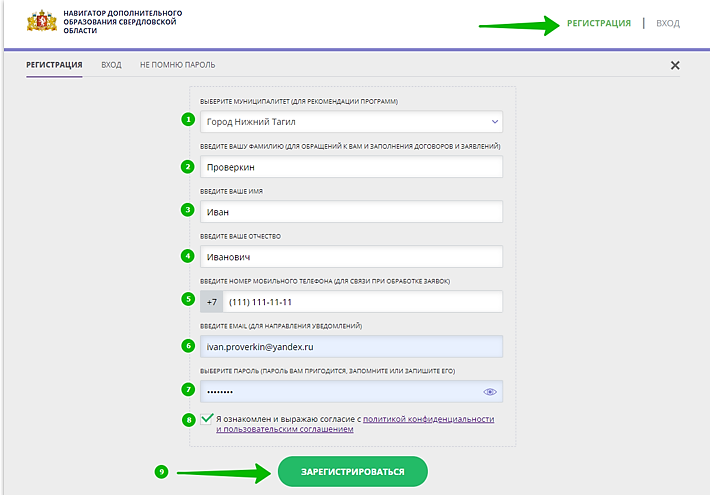 НАВИГАТОР ДОПОЛНИТЕЛЬНОГО
ОБРАЗОВАНИЯ СВЕРДЛОВСКОЙ
ОБЛАСТИ
РЕГИСТРАЦИЯ | ВХОД
РЕГИСТРАЦИЯ ВХОД НЕ ПОМНЮ ПАРОЛЬ
ВЫБЕРИТЕ МУНИЦИПАЛИТЕТ (ДЛЯ РЕКОМЕНДАЦИИ ПРОГРАММ)
1 Город Нижний Тагил
ВВЕДИТЕ ВАШУ ФАМИЛИЮ (ДЛЯ ОБРАЩЕНИЙ К ВАМ И ЗАПОЛНЕНИЯ ДОГОВОРОВ И ЗАЯВЛЕНИЙ)
2 Проверкин
ВВЕДИТЕ ВАШЕ ИМЯ
3 Иван
ВВЕДИТЕ ВАШЕ ОТЧЕСТВО
4 Иванович
ВВЕДИТЕ НОМЕР МОБИЛЬНОГО ТЕЛЕФОНА (ДЛЯ СВЯЗИ ПРИ ОБРАБОТКЕ ЗАЯВОК)
5 +7 (111) 111-11-11
ВВЕДИТЕ EMAIL (ДЛЯ НАПРАВЛЕНИЯ УВЕДОМЛЕНИЙ)
6 ivan.proverkin@yandex.ru
ВЫБЕРИТЕ ПАРОЛЬ (ПАРОЛЬ ВАМ ПРИГОДИТСЯ, ЗАПОМНИТЕ ИЛИ ЗАПИШИТЕ ЕГО)
7 ••••••••
8 Я ознакомлен и выражаю согласие с политикой конфиденциальности
и пользовательским соглашением
9 ЗАРЕГИСТРИРОВАТЬСЯ